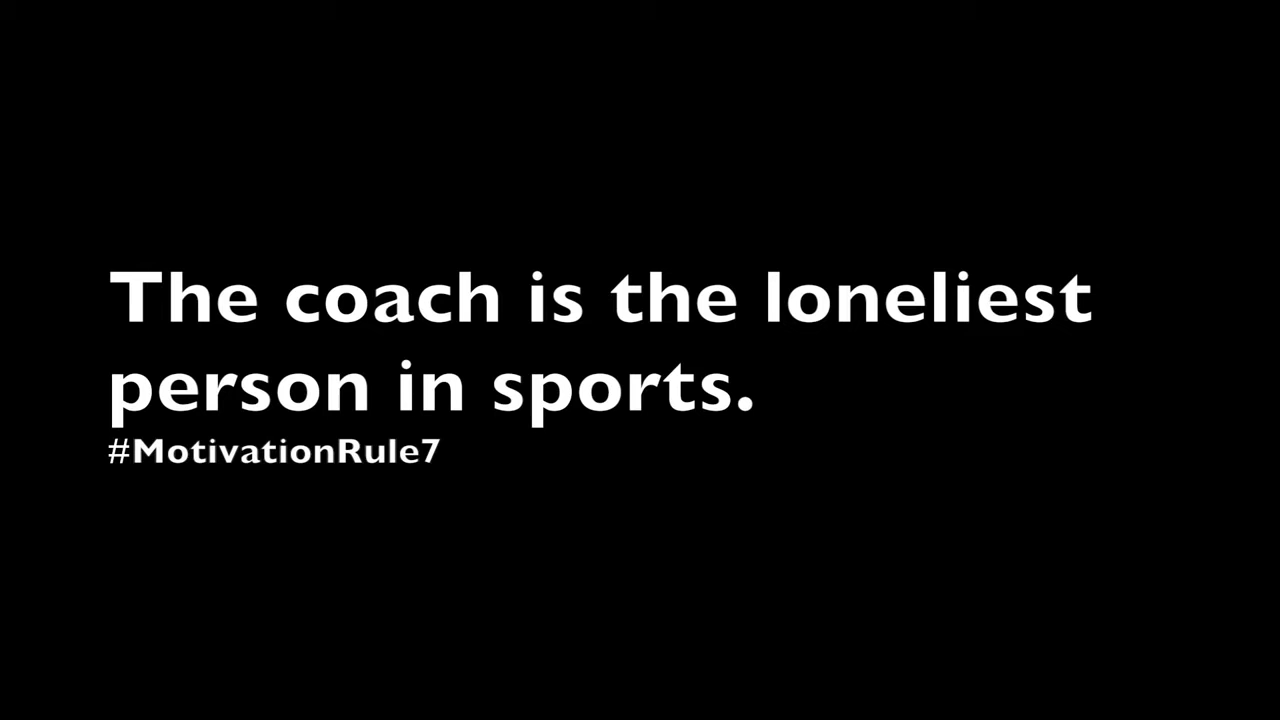 The coach is the loneliest
person in sports.
#MotivationRule7